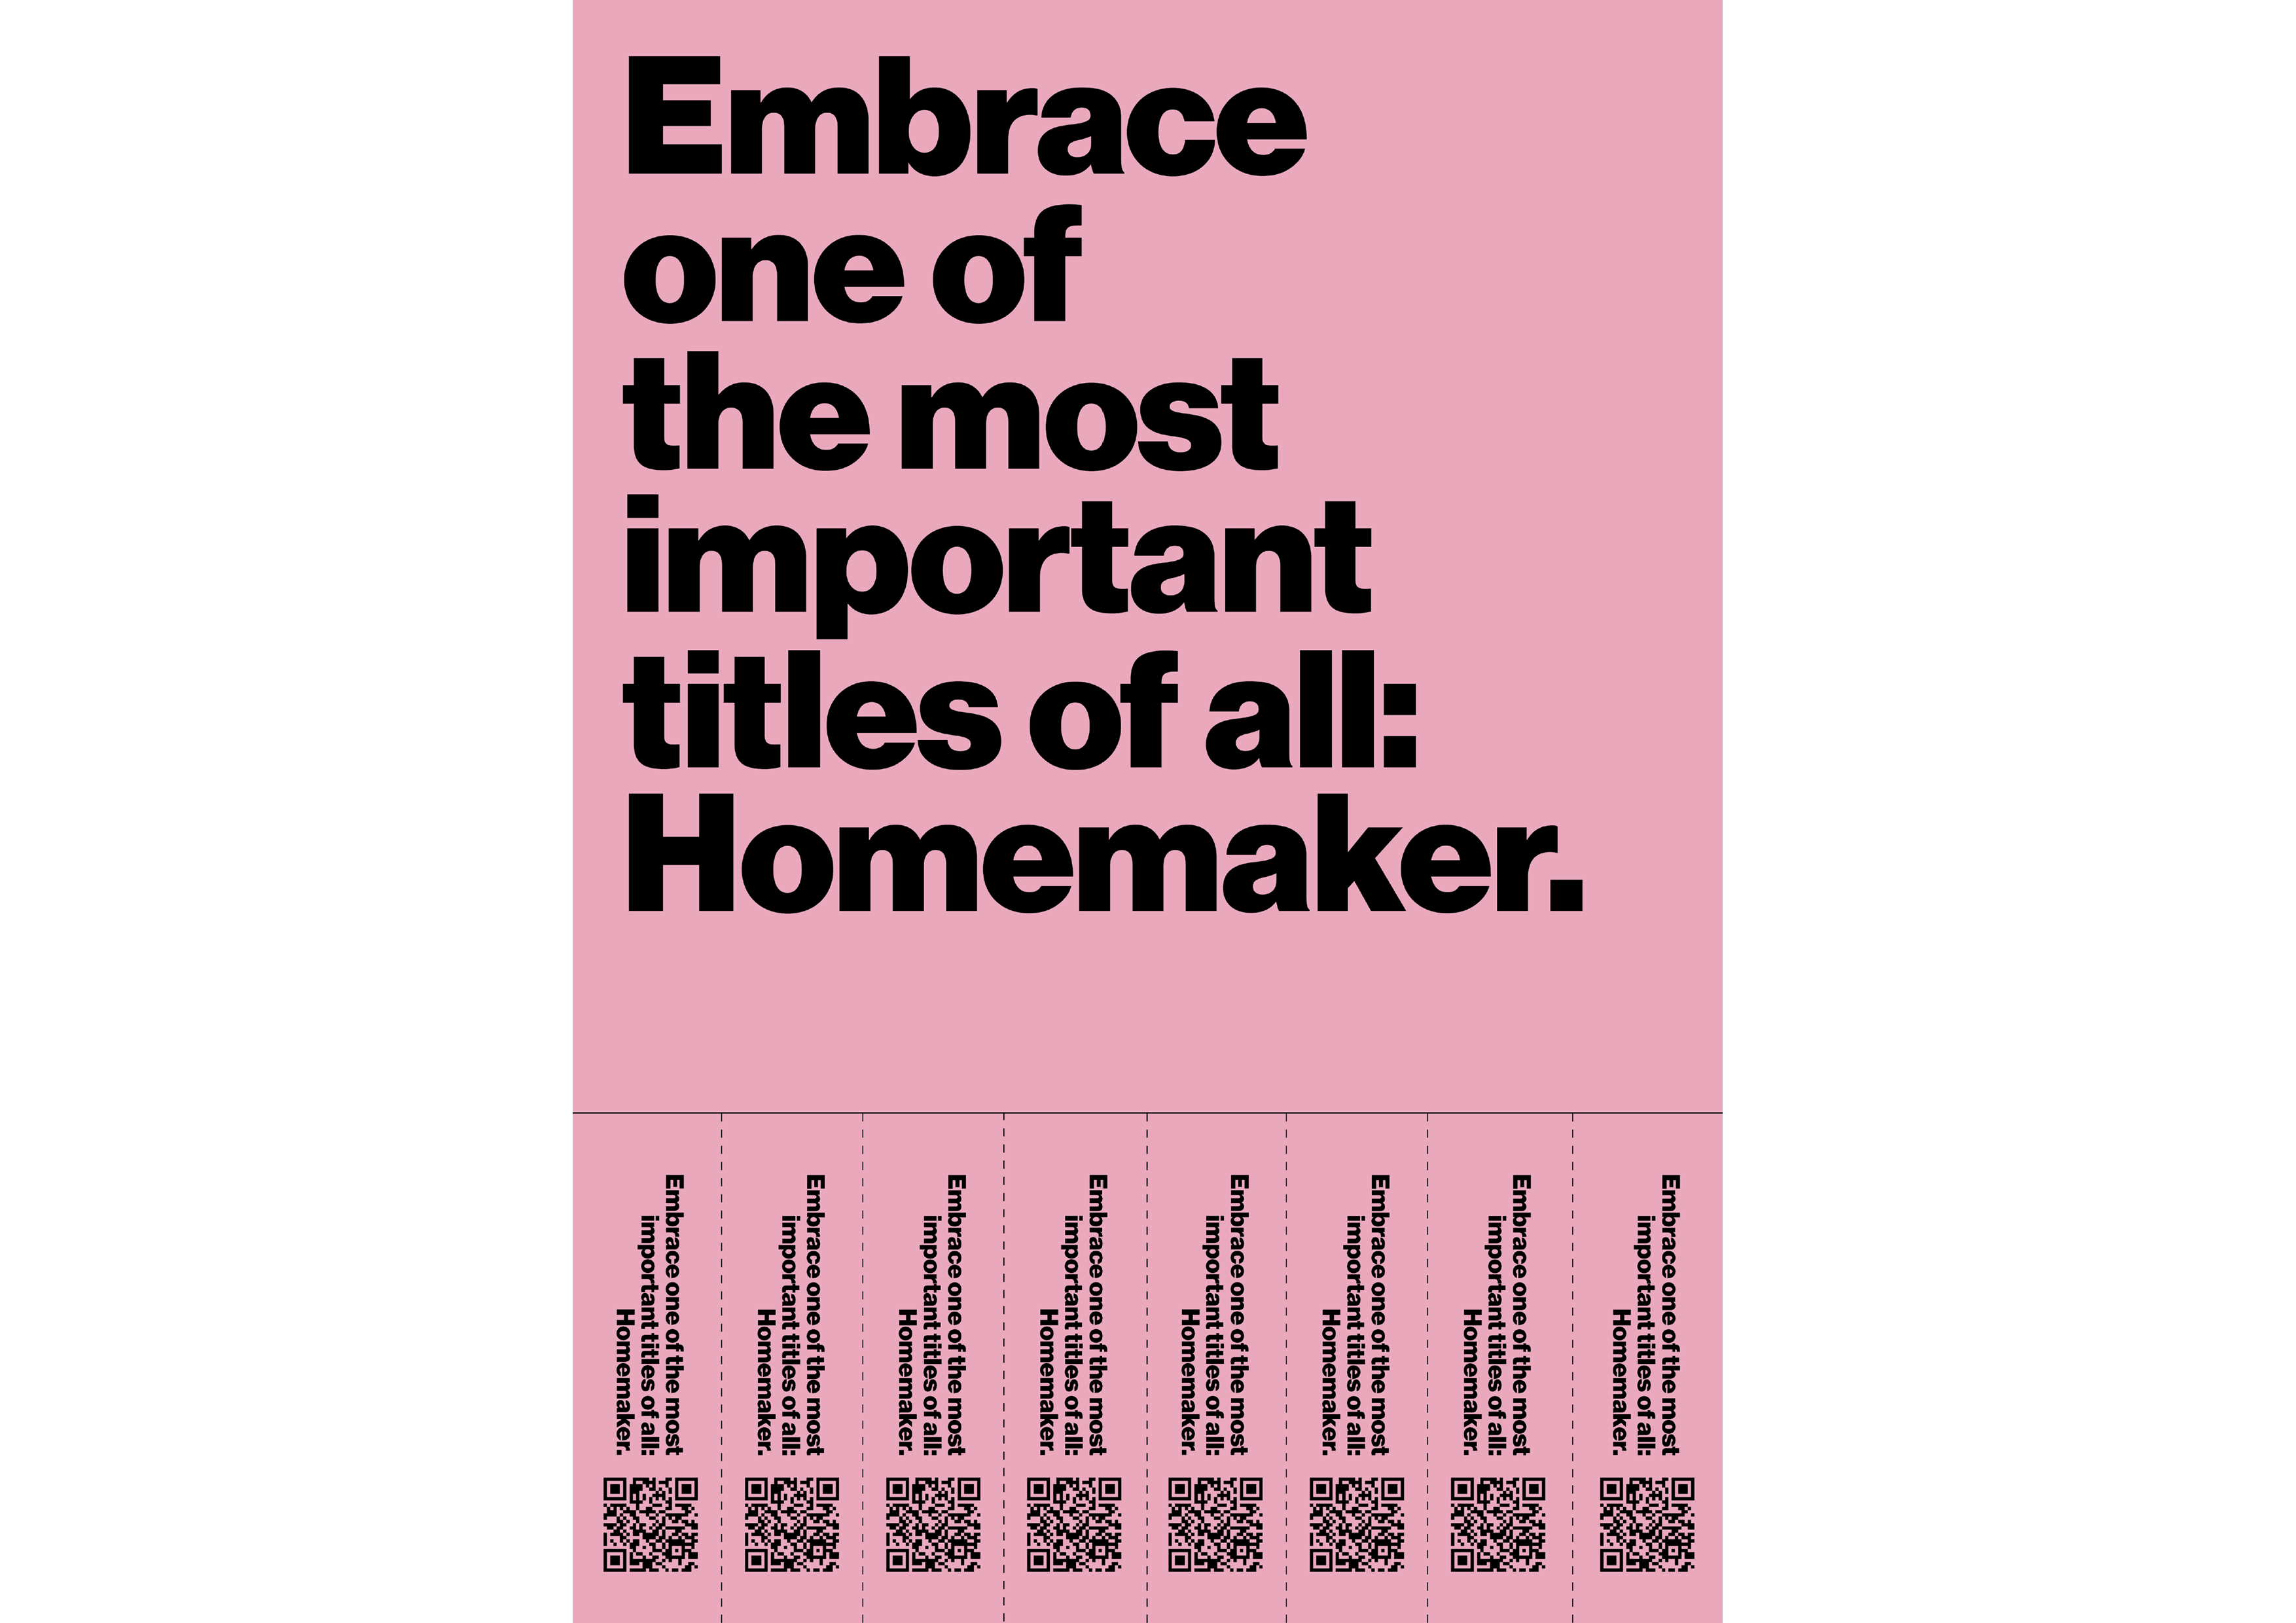 Embrace
one of
the most
important
titles of all:
Homemaker.
Embrace one of the most
important titles of all:
Homemaker.
Embrace one of the most
important titles of all:
Homemaker.
Embrace one of the most
important titles of all:
Homemaker.
Embrace one of the most
important titles of all:
Homemaker.
Embrace one of the most
important titles of all:
Homemaker.
Embrace one of the most
important titles of all:
Homemaker.
Embrace one of the most
important titles of all:
Homemaker.
Embrace one of the most
important titles of all:
Homemaker.